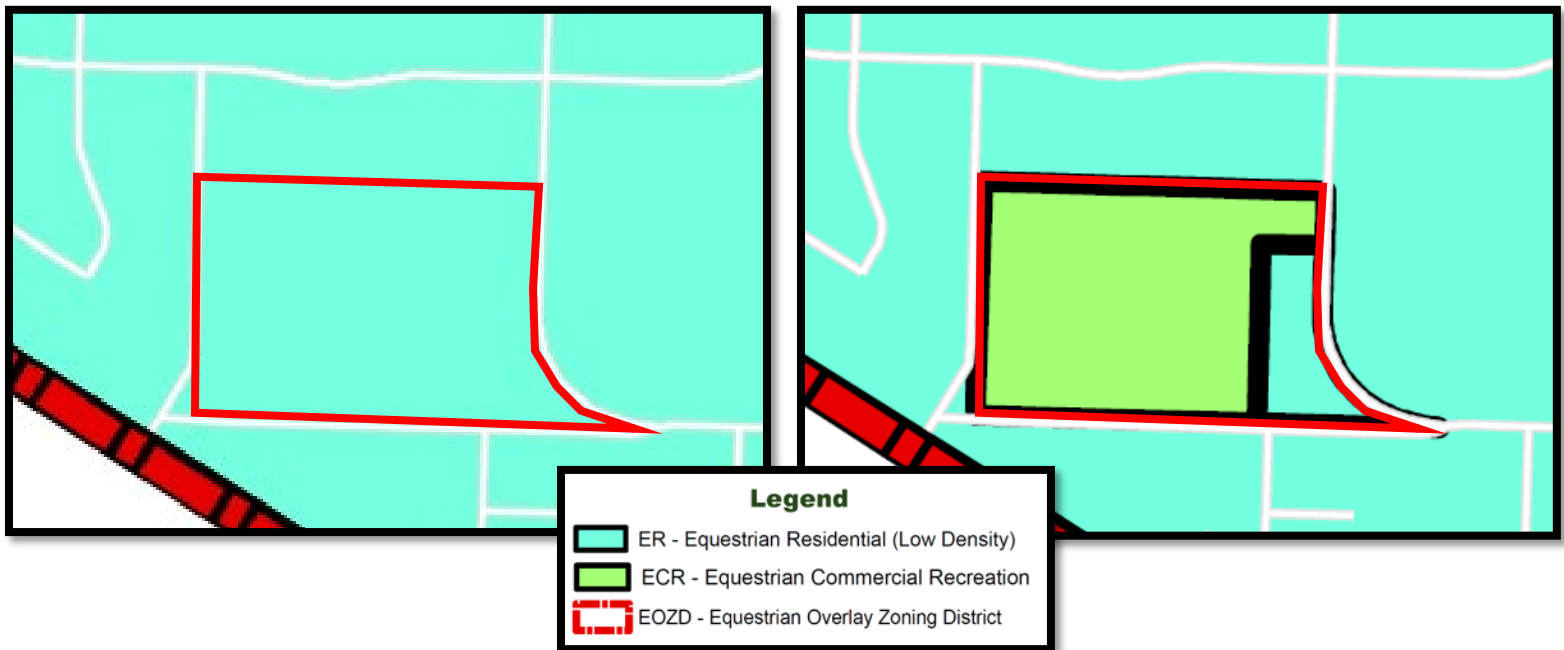 Legend
ER - Equestrian Residential (Low Density)
ECR - Equestrian Commercial Recreation
EOZD - Equestrian Overlay Zoning District